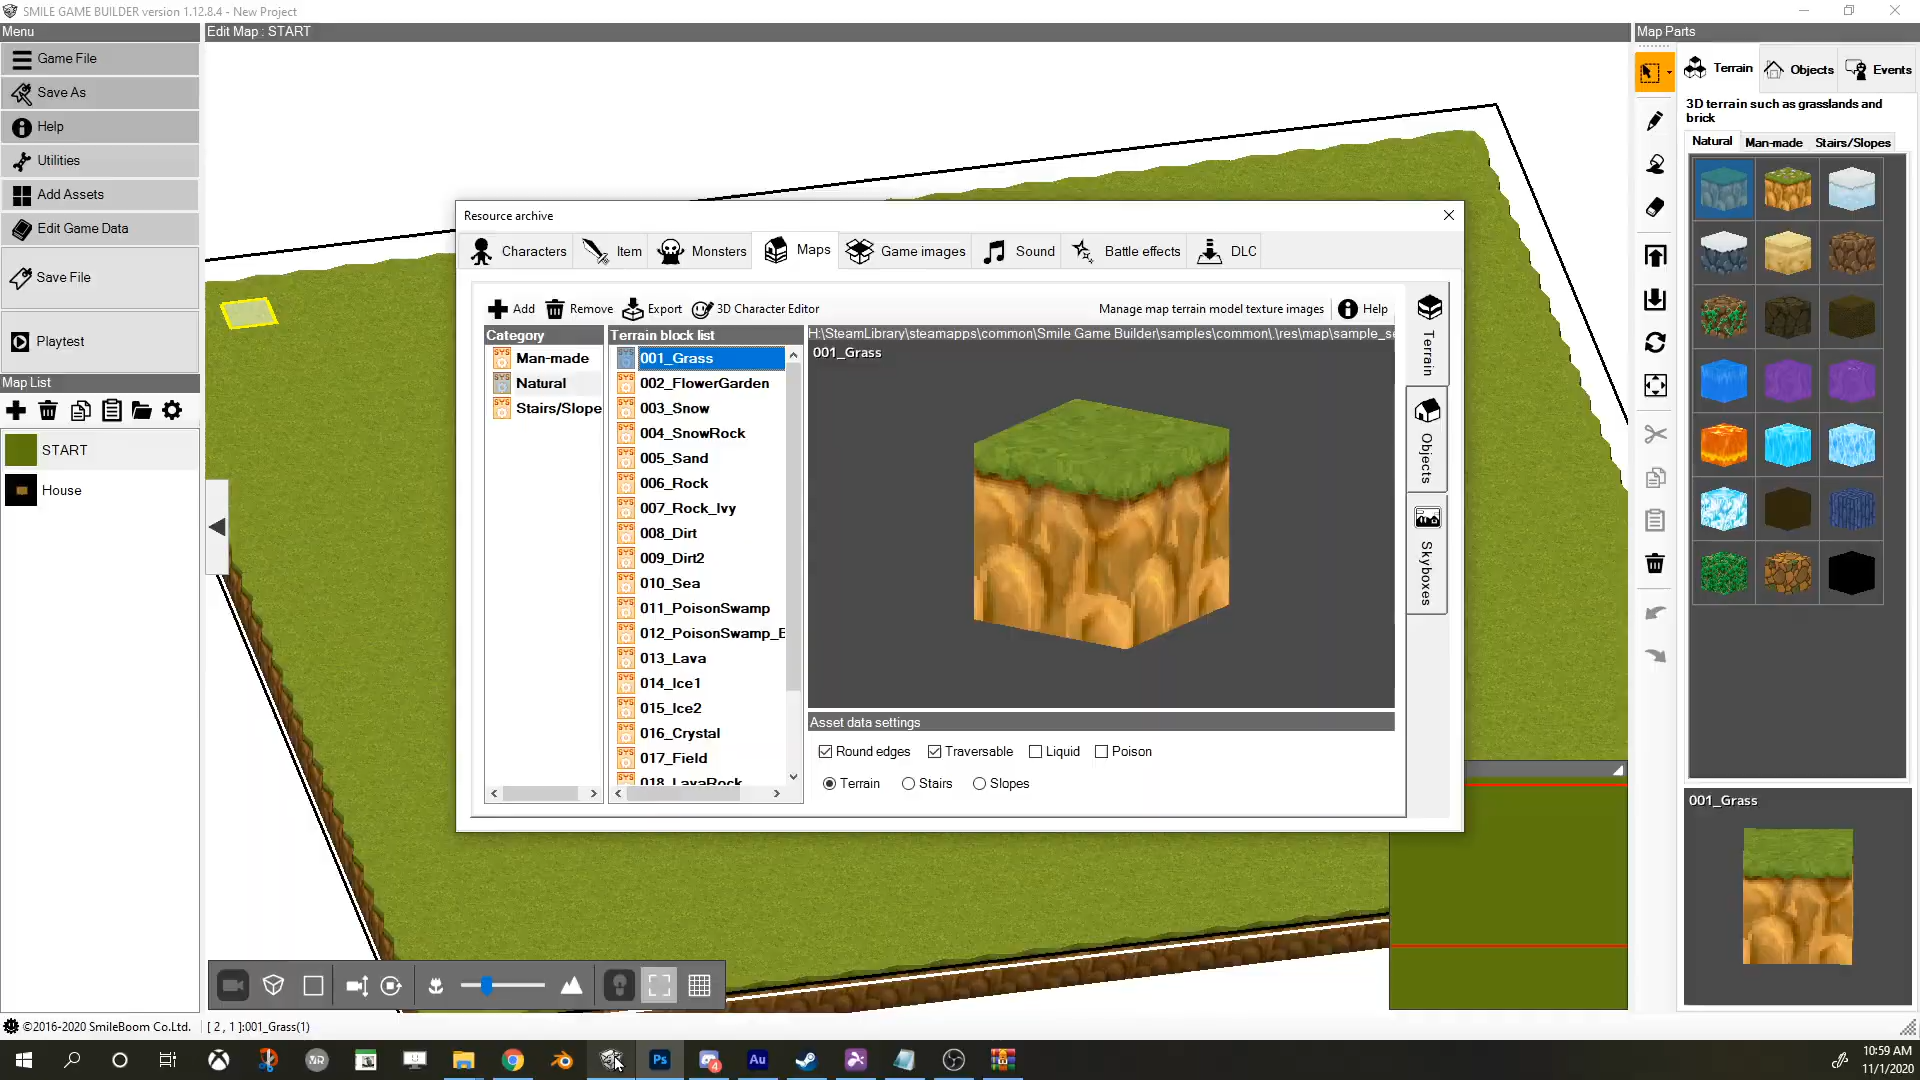 SMILE GAME BUILDER version 1.12.8.4 - New Project
Menu
Game File
Save As
Help
Utilities
Add Assets
Edit Game Data
Save File
Playtest
Map List
START
House
Edit Map : START
Resource archive
Characters
Item
Monsters
Maps
Game images
Sound
Battle effects
DLC
Add
Remove
Export
3D Character Editor
Manage map terrain model texture images
Help
Category
Man-made
Natural
Stairs/Slope
Terrain block list
001_Grass
002_FlowerGarden
003_Snow
004_SnowRock
005_Sand
006_Rock
007_Rock_Ivy
008_Dirt
009_Dirt2
010_Sea
011_PoisonSwamp
012_PoisonSwamp_E
013_Lava
014_Ice1
015_Ice2
016_Crystal
017_Field
018_LavaRock
H:\SteamLibrary\steamapps\common\Smile Game Builder\samples\common\.\res\map\sample_se
001_Grass
Asset data settings
Round edges
Traversable
Liquid
Poison
Terrain
Stairs
Slopes
Terrain
Objects
Skyboxes
Map Parts
Terrain
Objects
Events
3D terrain such as grasslands and
brick
Natural
Man-made
Stairs/Slopes
001_Grass
©2016-2020 SmileBoom Co.Ltd.
[ 2 , 1 ]:001_Grass(1)
10:59 AM
11/1/2020